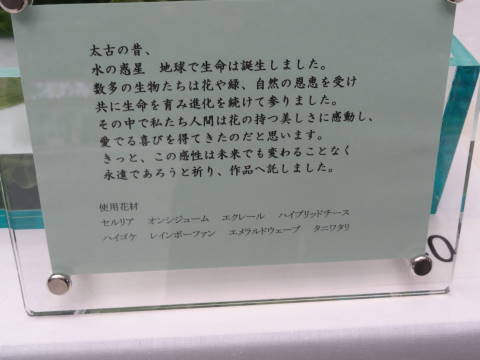 太古の昔、
水の惑星　地球で生命は誕生しました。
数多の生物たちは花や緑、自然の恩恵を受け
共に生命を育み進化を続けて参りました。
その中で私たち人間は花の持つ美しさに感動し、
愛でる喜びを得てきたのだと思います。
きっと、この感性は未来でも変わることなく
永遠であろうと祈り、作品へ託しました。
使用花材
セルリア　オンシジューム　エクレール　ハイブリッドチース
ハイゴケ　レインボーファン　エメラルドウェーブ　タニワタリ